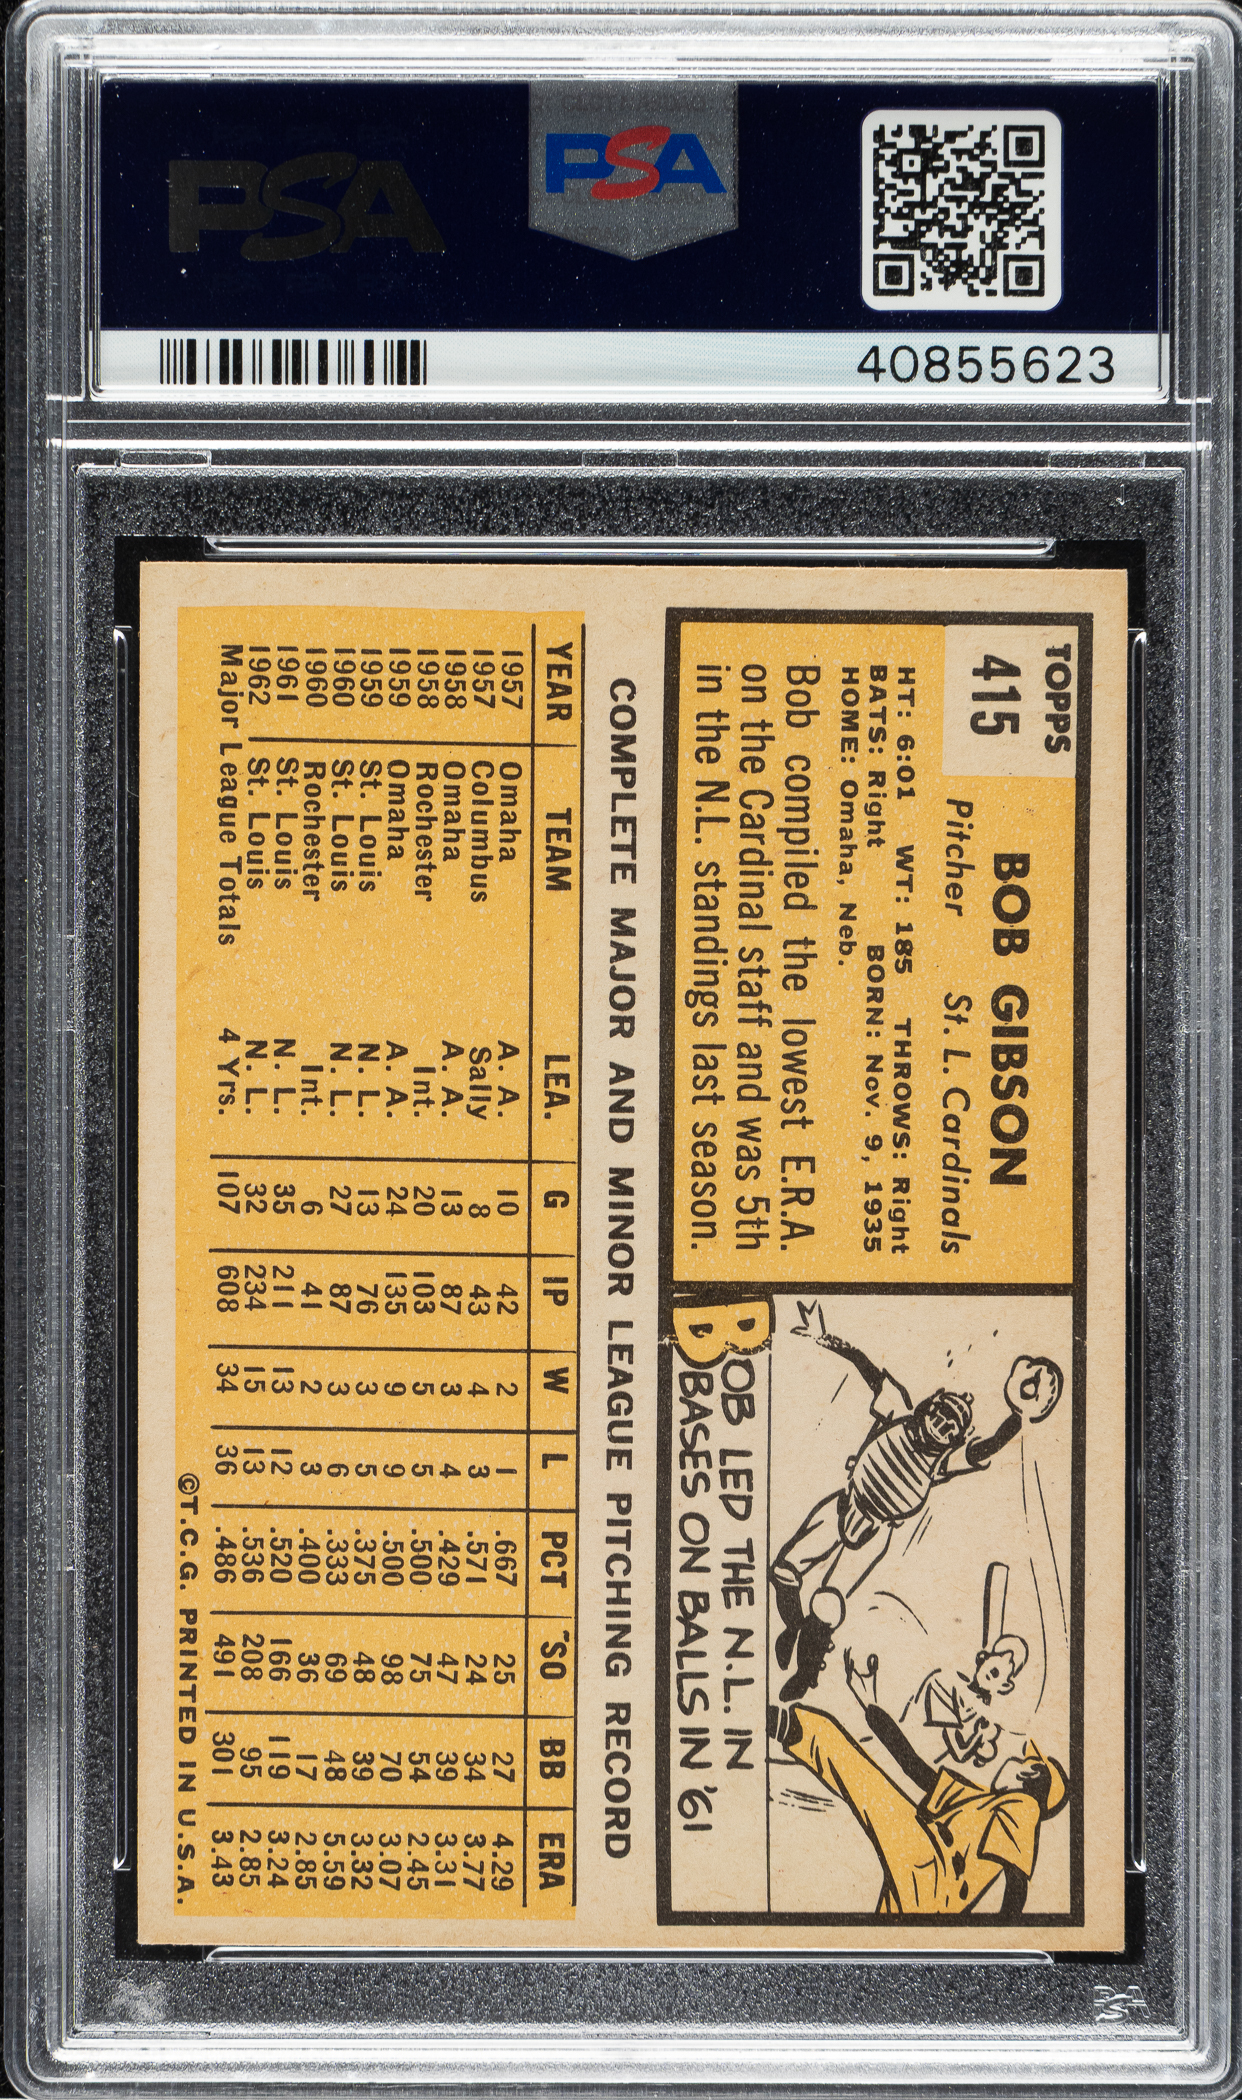 PSA
PSA
40855623
TOPPS
415
BOB GIBSON
Pitcher St. L. Cardinals
HT: 6:01 WT: 185 THROWS: Right
BATS: Right BORN: Nov. 9, 1935
HOME: Omaha, Neb.
Bob compiled the lowest E.R.A.
on the Cardinal staff and was 5th
in the N.L. standings last season.
BOB LED THE N.L. IN
BASES ON BALLS IN '61
COMPLETE MAJOR AND MINOR LEAGUE PITCHING RECORD
YEAR TEAM LEA. G IP W L PCT SO BB ERA
1957 Omaha A. A. 10 42 2 1 .667 25 27 4.29
1957 Columbus Sally 8 43 4 3 .571 24 34 3.77
1958 Omaha A. A. 13 87 3 4 .429 47 39 3.31
1958 Rochester Int. 20 103 5 5 .500 75 54 2.45
1959 Omaha A. A. 24 135 9 9 .500 98 70 3.07
1959 St. Louis N. L. 13 76 3 5 .375 48 39 3.32
1960 St. Louis N. L. 27 87 3 6 .333 69 48 5.59
1960 Rochester Int. 6 41 2 3 .400 36 17 2.85
1961 St. Louis N. L. 35 211 13 12 .520 166 119 3.24
1962 St. Louis N. L. 32 234 15 13 .536 208 95 2.85
Major League Totals 4 Yrs. 107 608 34 36 .486 491 301 3.43
©T.C.G. PRINTED IN U.S.A.
PSA